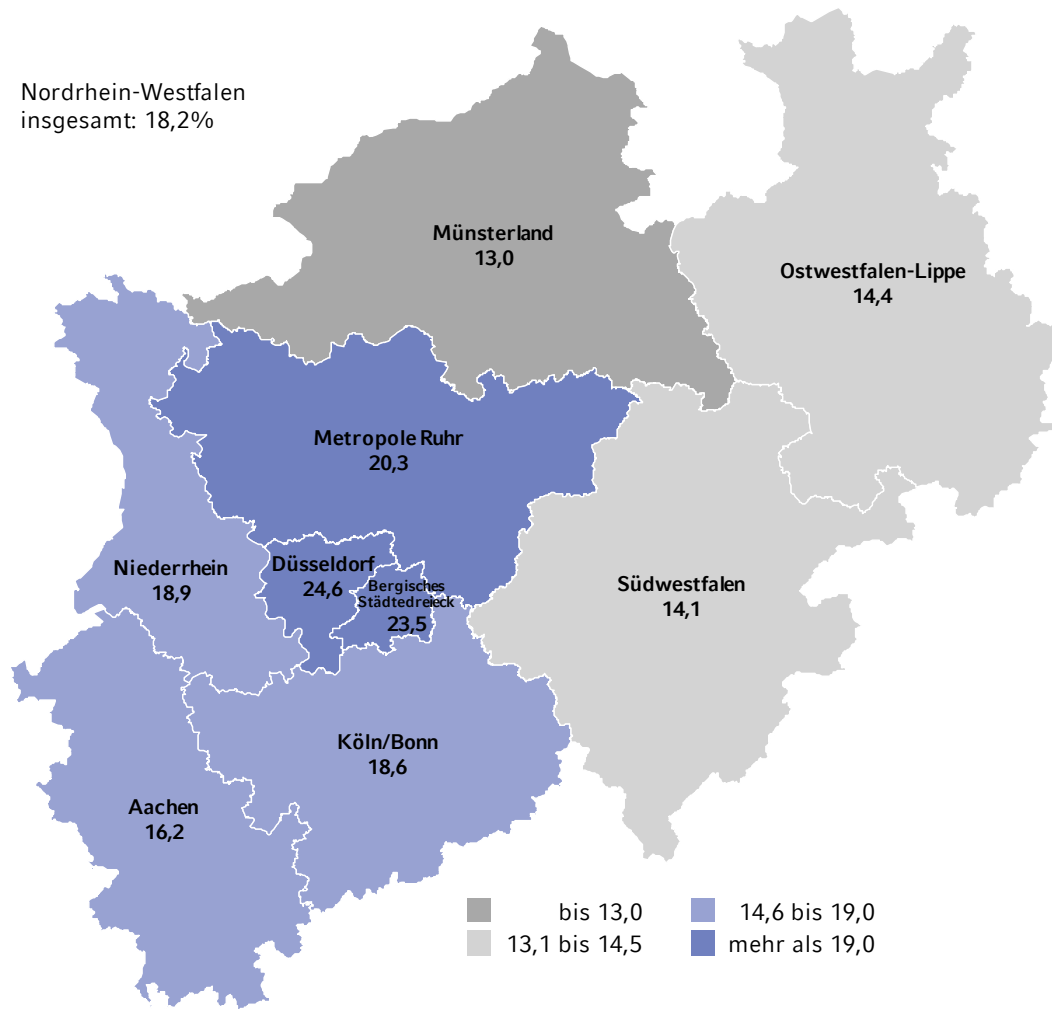 Nordrhein-Westfalen
insgesamt: 18,2%
Münsterland
13,0
Ostwestfalen-Lippe
14,4
Metropole Ruhr
20,3
Niederrhein
18,9
Düsseldorf
24,6
Bergisches
Städtedreieck
23,5
Südwestfalen
14,1
Köln/Bonn
18,6
Aachen
16,2
bis 13,0
13,1 bis 14,5
14,6 bis 19,0
mehr als 19,0